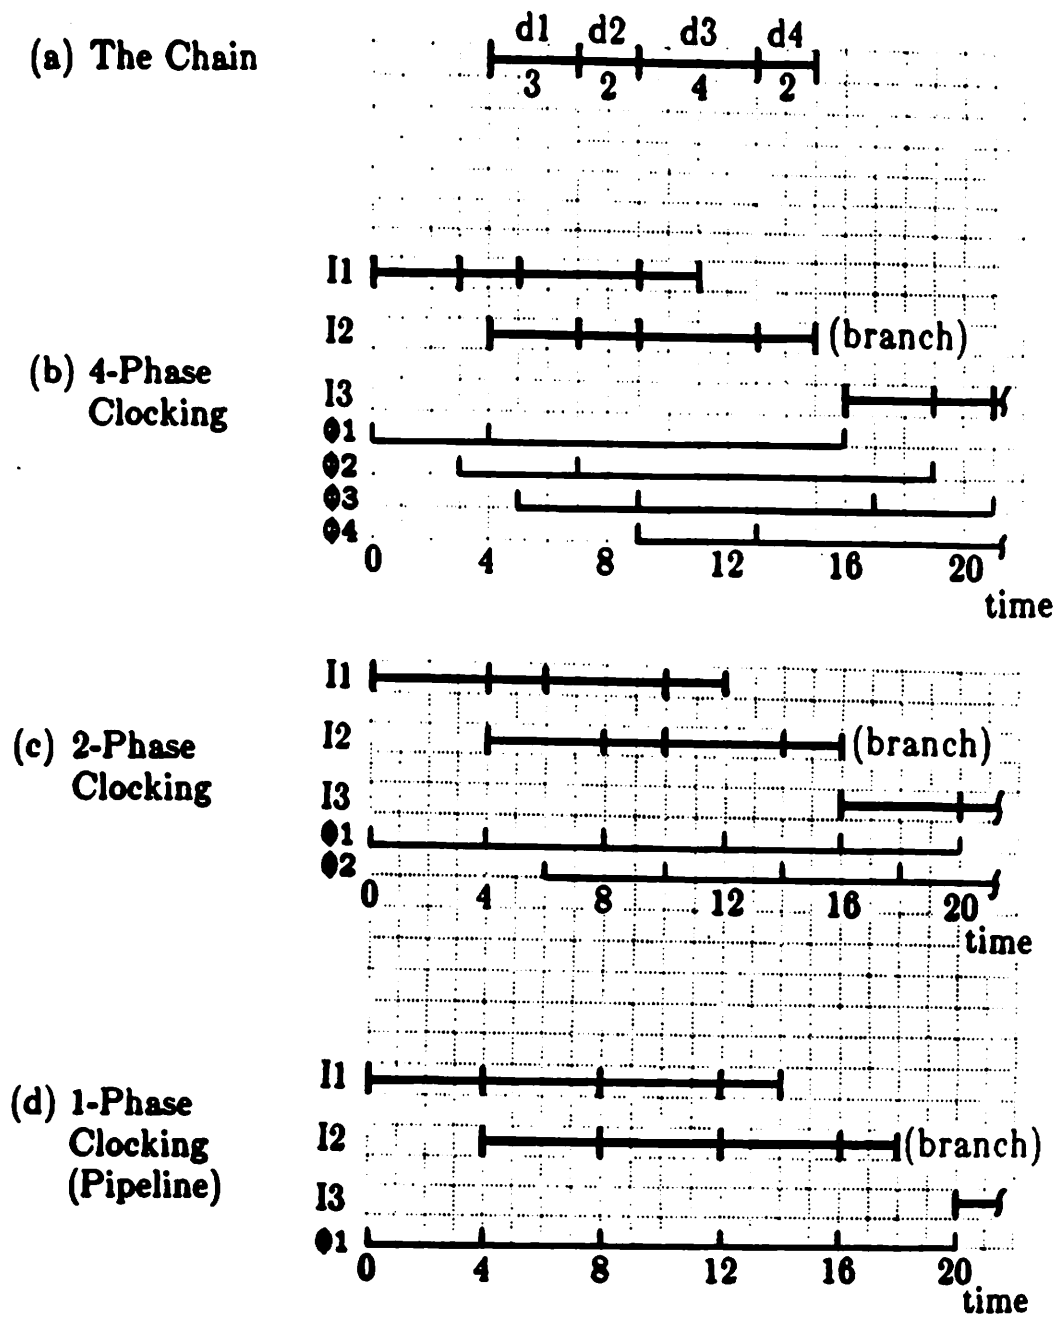 (a) The Chain
d1 d2 d3 d4
3 2 4 2
(b) 4-Phase
Clocking
I1
I2 (branch)
I3
Φ1
Φ2
Φ3
Φ4
0 4 8 12 16 20
time
(c) 2-Phase
Clocking
I1
I2 (branch)
I3
Φ1
Φ2
0 4 8 12 16 20
time
(d) 1-Phase
Clocking
(Pipeline)
I1
I2 (branch)
I3
Φ1
0 4 8 12 16 20
time